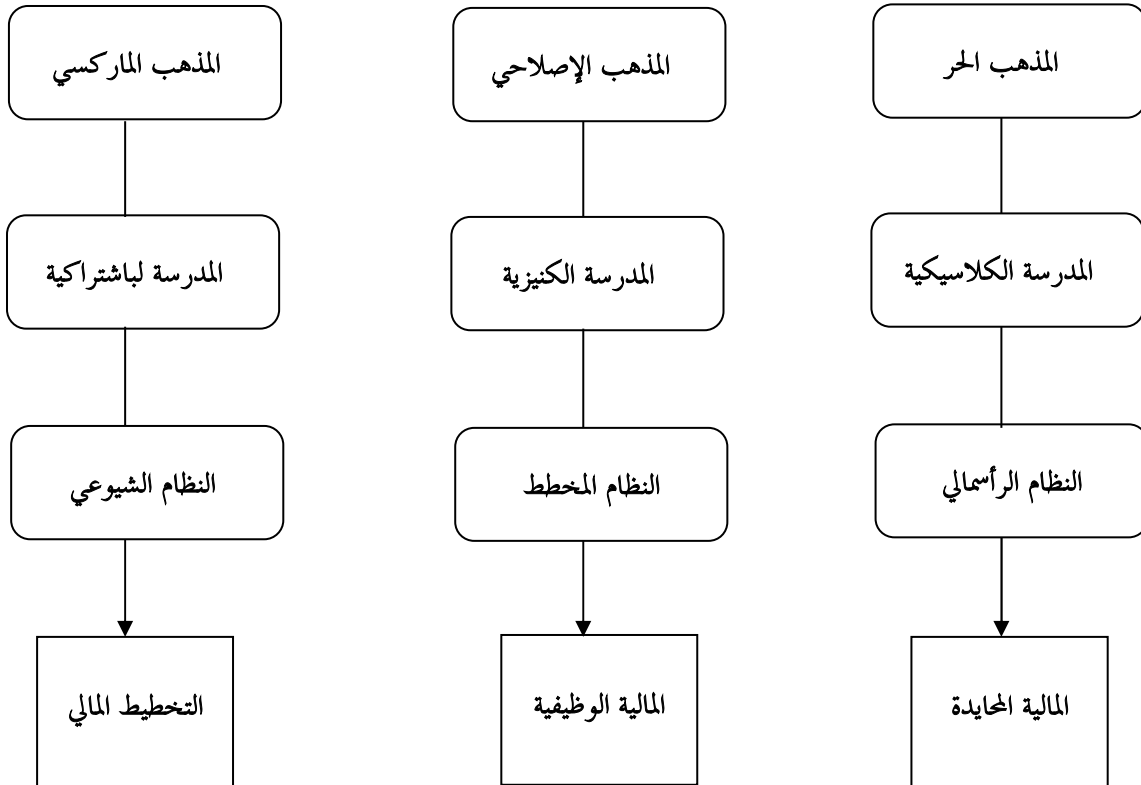 المذهب الحر
المذهب الإصلاحي
المذهب الماركسي
المدرسة الكلاسيكية
المدرسة الكنيزية
المدرسة لباشتراكية
النظام الرأسمالي
النظام المخطط
النظام الشيوعي
المالية المحايدة
المالية الوظيفية
التخطيط المالي